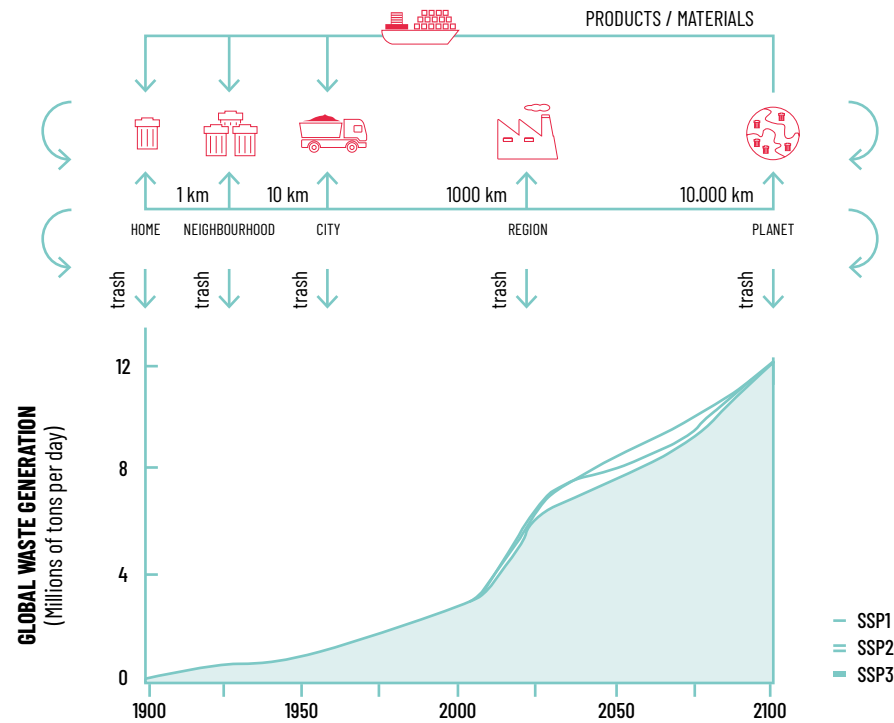 PRODUCTS / MATERIALS
1 km
10 km
1000 km
10.000 km
HOME
NEIGHBOURHOOD
CITY
REGION
PLANET
trash
trash
trash
trash
trash
GLOBAL WASTE GENERATION
(Millions of tons per day)
12
8
4
0
1900
1950
2000
2050
2100
SSP1
SSP2
SSP3